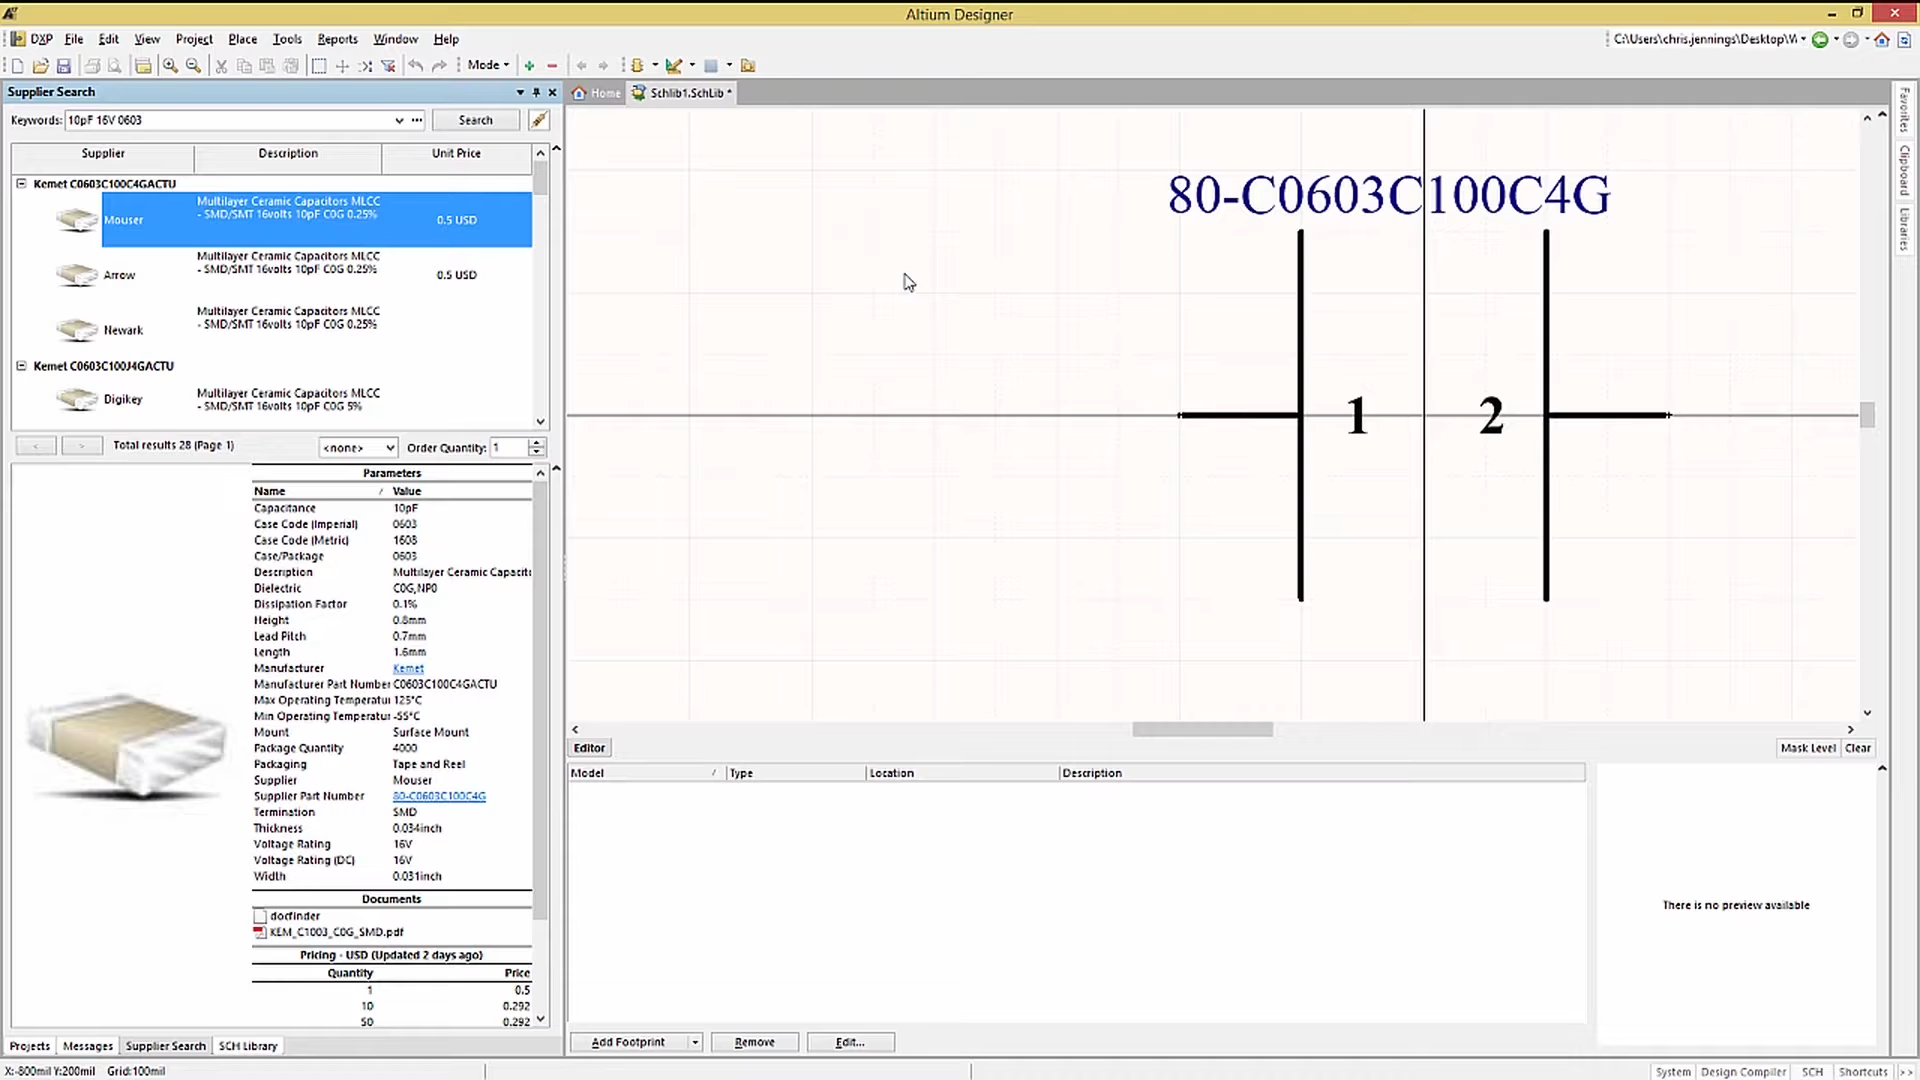 Altium Designer
DXP File Edit View Project Place Tools Reports Window Help
C:\Users\chris.jennings\Desktop\W
Mode
Supplier Search
Home Schlib1.SchLib *
Keywords: 10pF 16V 0603 Search
Supplier Description Unit Price
Kemet C0603C100C4GACTU
Mouser Multilayer Ceramic Capacitors MLCC 0.5 USD
- SMD/SMT 16volts 10pF C0G 0.25%
Arrow Multilayer Ceramic Capacitors MLCC 0.5 USD
- SMD/SMT 16volts 10pF C0G 0.25%
Newark Multilayer Ceramic Capacitors MLCC
- SMD/SMT 16volts 10pF C0G 0.25%
Kemet C0603C100J4GACTU
Digikey Multilayer Ceramic Capacitors MLCC
- SMD/SMT 16volts 10pF C0G 5%
< > Total results 28 (Page 1) <none> Order Quantity: 1
Parameters
Name / Value
Capacitance 10pF
Case Code (Imperial) 0603
Case Code (Metric) 1608
Case/Package 0603
Description Multilayer Ceramic Capacit
Dielectric C0G,NP0
Dissipation Factor 0.1%
Height 0.8mm
Lead Pitch 0.7mm
Length 1.6mm
Manufacturer Kemet
Manufacturer Part Number C0603C100C4GACTU
Max Operating Temperatu 125°C
Min Operating Temperatu -55°C
Mount Surface Mount
Package Quantity 4000
Packaging Tape and Reel
Supplier Mouser
Supplier Part Number 80-C0603C100C4G
Termination SMD
Thickness 0.034inch
Voltage Rating 16V
Voltage Rating (DC) 16V
Width 0.031inch
Documents
docfinder
KEM_C1003_C0G_SMD.pdf
Pricing - USD (Updated 2 days ago)
Quantity Price
1 0.5
10 0.292
50 0.292
Projects Messages Supplier Search SCH Library
80-C0603C100C4G
1 2
Editor Mask Level Clear
Model / Type Location Description
There is no preview available
Add Footprint Remove Edit...
Favorites
Clipboard
Libraries
X:-800mil Y:200mil Grid:100mil
System Design Compiler SCH Shortcuts >>